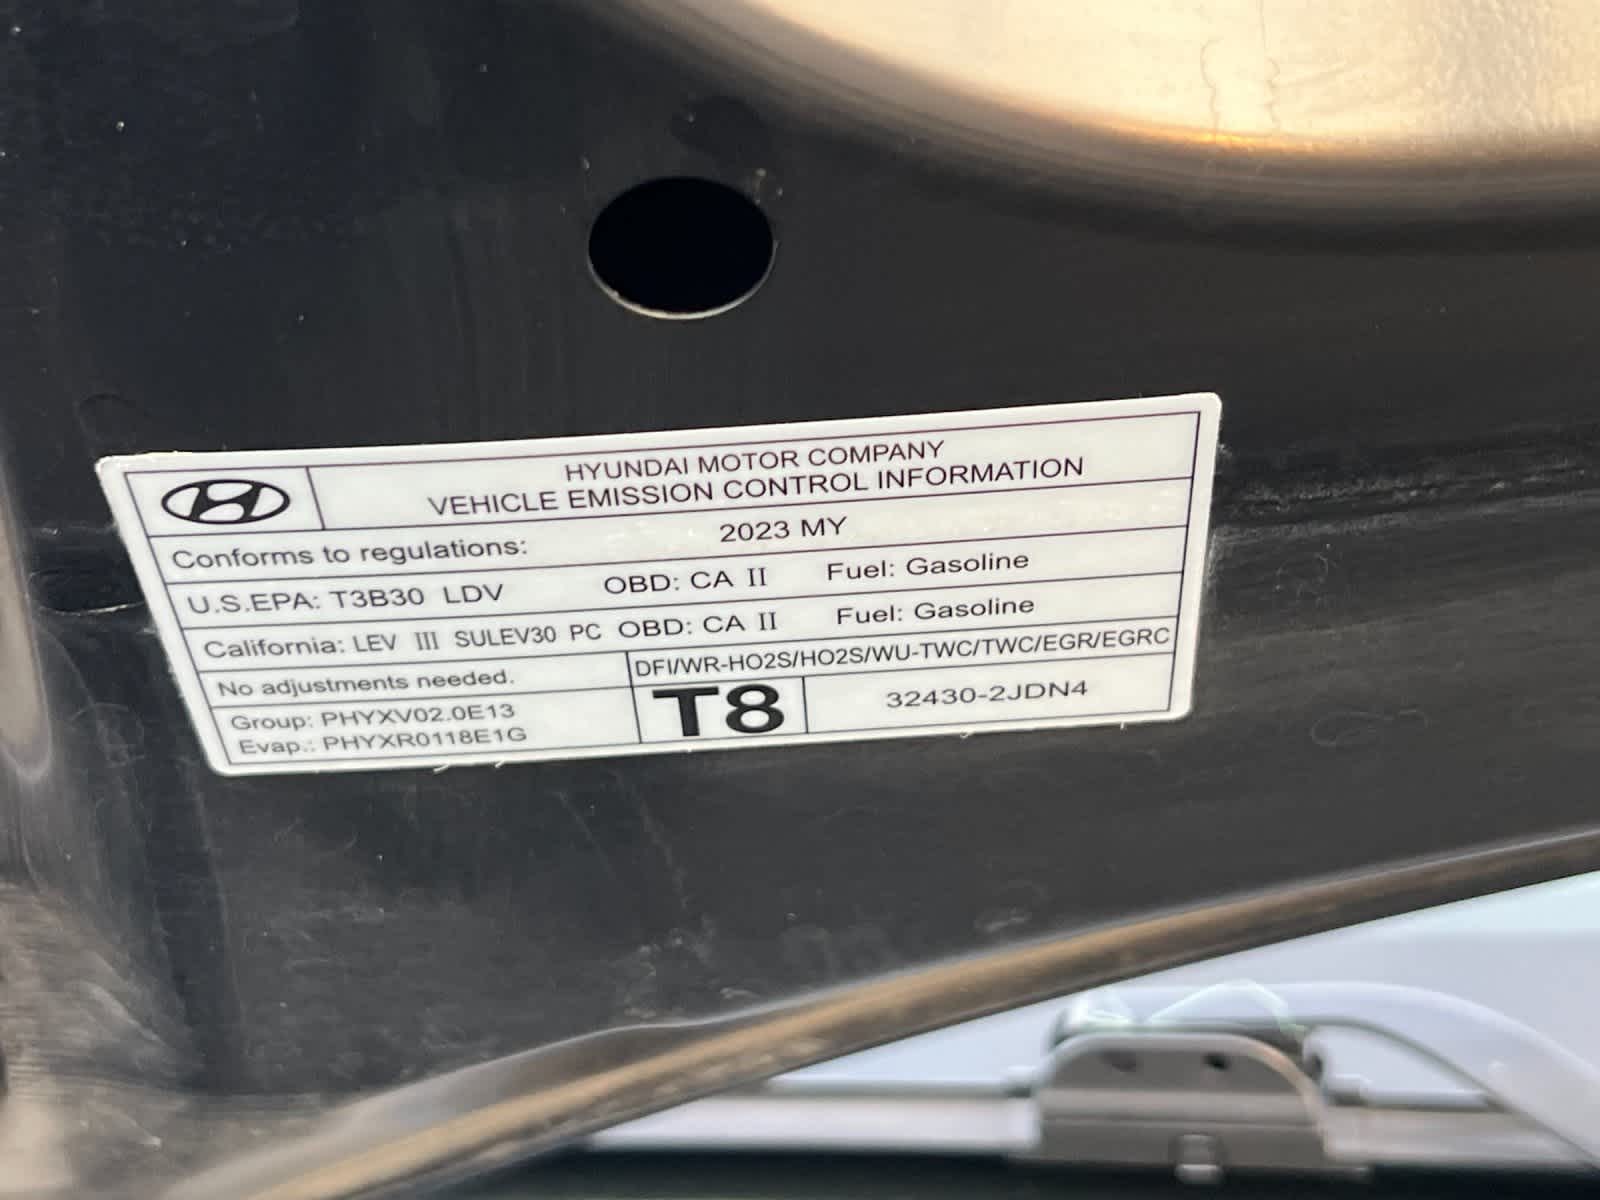 HYUNDAI MOTOR COMPANY
VEHICLE EMISSION CONTROL INFORMATION
Conforms to regulations: 2023 MY
U.S.EPA: T3B30 LDV OBD: CA II Fuel: Gasoline
California: LEV III SULEV30 PC OBD: CA II Fuel: Gasoline
No adjustments needed. DFI/WR-HO2S/HO2S/WU-TWC/TWC/EGR/EGRC
Group: PHYXV02.0E13
Evap.: PHYXR0118E1G
T8
32430-2JDN4